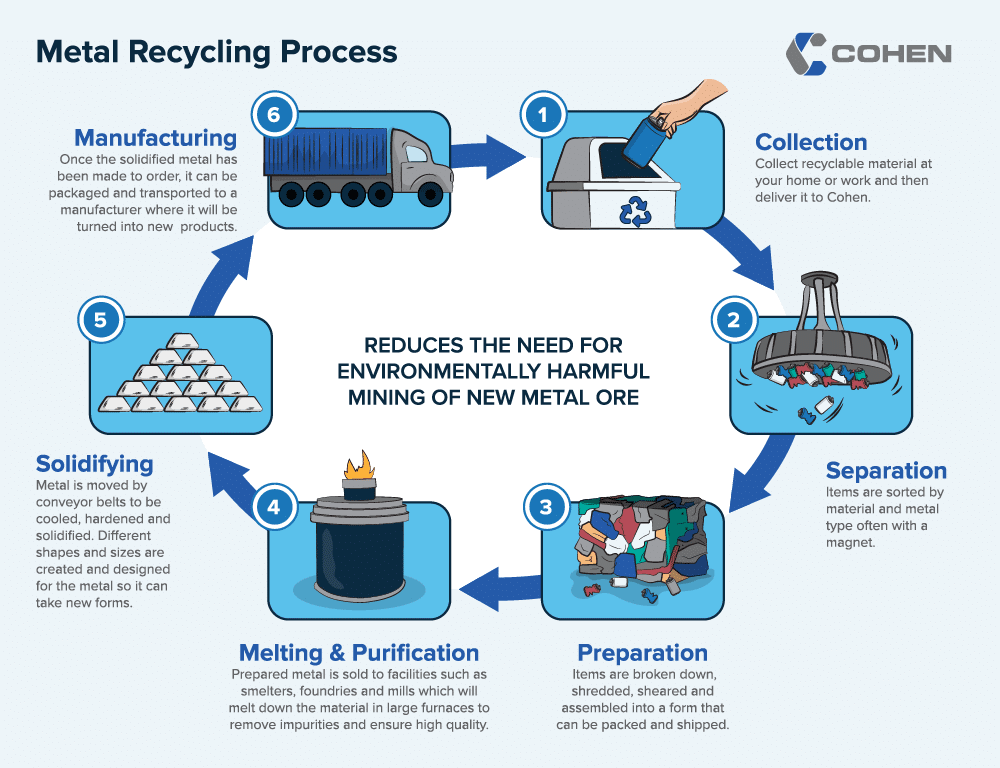 Metal Recycling Process
COHEN
1
Collection
Collect recyclable material at
your home or work and then
deliver it to Cohen.
2
Separation
Items are sorted by
material and metal
type often with a
magnet.
3
Preparation
Items are broken down,
shredded, sheared and
assembled into a form that
can be packed and shipped.
4
Melting & Purification
Prepared metal is sold to facilities such as
smelters, foundries and mills which will
melt down the material in large furnaces to
remove impurities and ensure high quality.
5
Solidifying
Metal is moved by
conveyor belts to be
cooled, hardened and
solidified. Different
shapes and sizes are
created and designed
for the metal so it can
take new forms.
6
Manufacturing
Once the solidified metal has
been made to order, it can be
packaged and transported to a
manufacturer where it will be
turned into new products.
REDUCES THE NEED FOR
ENVIRONMENTALLY HARMFUL
MINING OF NEW METAL ORE